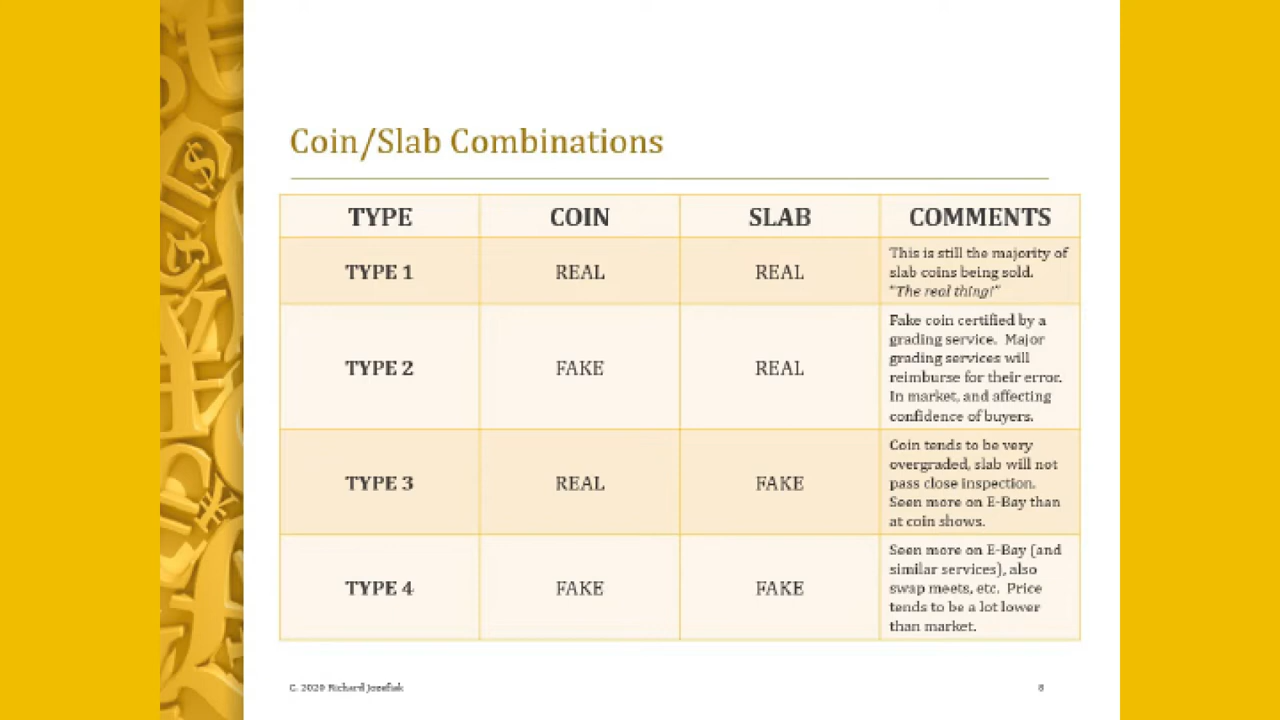 Coin/Slab Combinations
TYPE COIN SLAB COMMENTS
TYPE 1 REAL REAL
This is still the majority of
slab coins being sold.
"The real thing!"
TYPE 2 FAKE REAL
Fake coin certified by a
grading service. Major
grading services will
reimburse for their error.
In market, and affecting
confidence of buyers.
TYPE 3 REAL FAKE
Coin tends to be very
overgraded, slab will not
pass close inspection.
Seen more on E-Bay than
at coin shows.
TYPE 4 FAKE FAKE
Seen more on E-Bay (and
similar services), also
swap meets, etc. Price
tends to be a lot lower
than market.
C. 2020 Richard Jozefiak
8